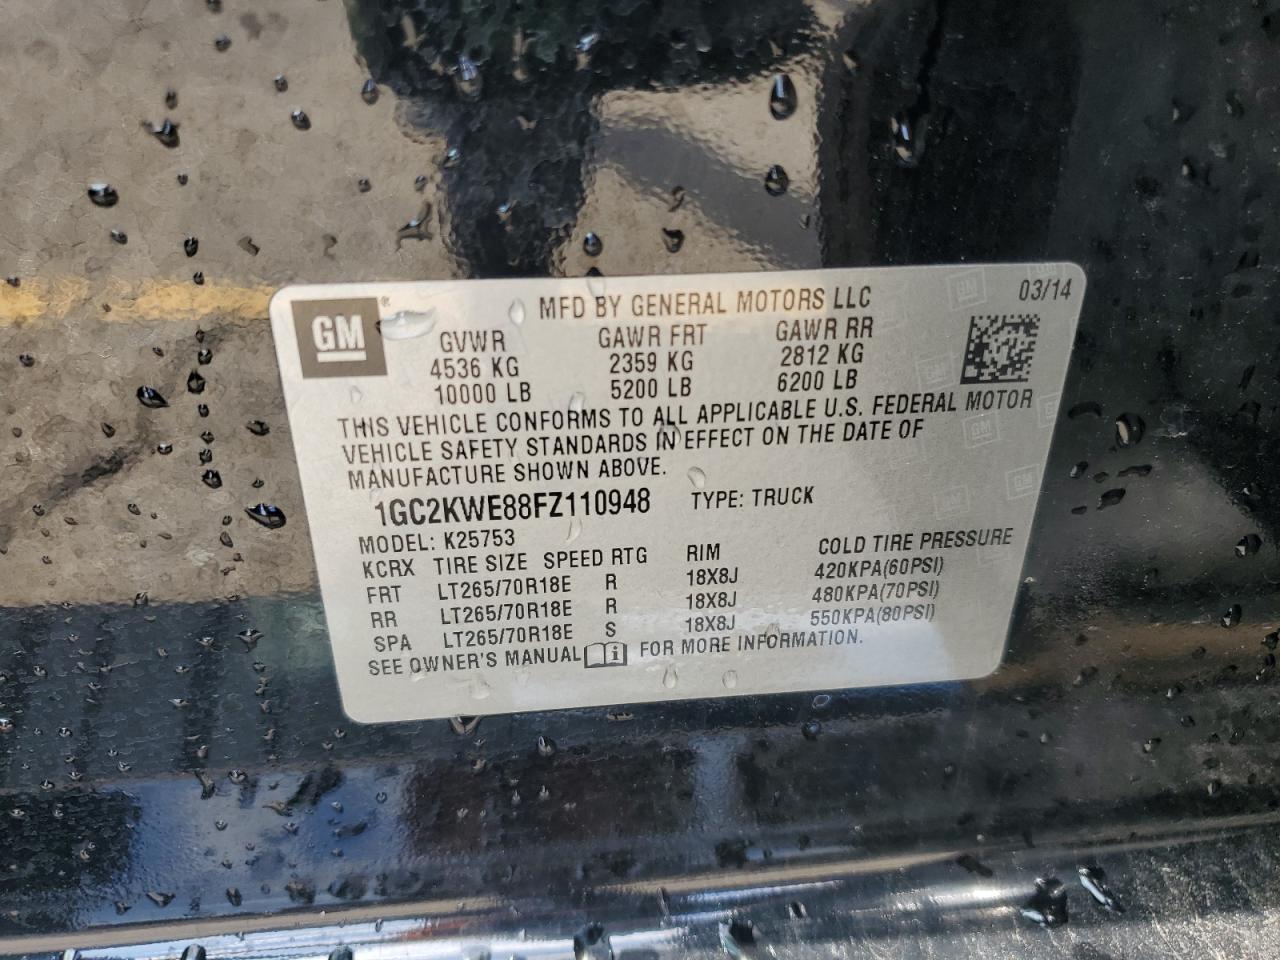 GM
®
MFD BY GENERAL MOTORS LLC
03/14
GVWR GAWR FRT GAWR RR
4536 KG 2359 KG 2812 KG
10000 LB 5200 LB 6200 LB
THIS VEHICLE CONFORMS TO ALL APPLICABLE U.S. FEDERAL MOTOR
VEHICLE SAFETY STANDARDS IN EFFECT ON THE DATE OF
MANUFACTURE SHOWN ABOVE.
1GC2KWE88FZ110948 TYPE: TRUCK
MODEL: K25753
KCRX TIRE SIZE SPEED RTG RIM COLD TIRE PRESSURE
FRT LT265/70R18E R 18X8J 420KPA(60PSI)
RR LT265/70R18E R 18X8J 480KPA(70PSI)
SPA LT265/70R18E S 18X8J 550KPA(80PSI)
SEE OWNER'S MANUAL i FOR MORE INFORMATION.